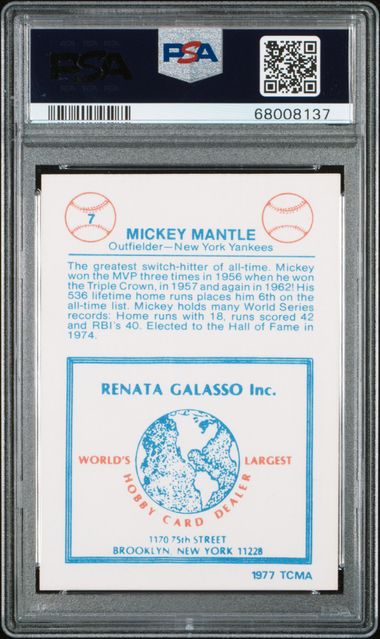 PSA
PSA
68008137
7
MICKEY MANTLE
Outfielder—New York Yankees
The greatest switch-hitter of all-time. Mickey
won the MVP three times in 1956 when he won
the Triple Crown, in 1957 and again in 1962! His
536 lifetime home runs places him 6th on the
all-time list. Mickey holds many World Series
records: Home runs with 18, runs scored 42
and RBI's 40. Elected to the Hall of Fame in
1974.
RENATA GALASSO Inc.
WORLD'S LARGEST
HOBBY CARD DEALER
1170 75th STREET
BROOKLYN, NEW YORK 11228
1977 TCMA